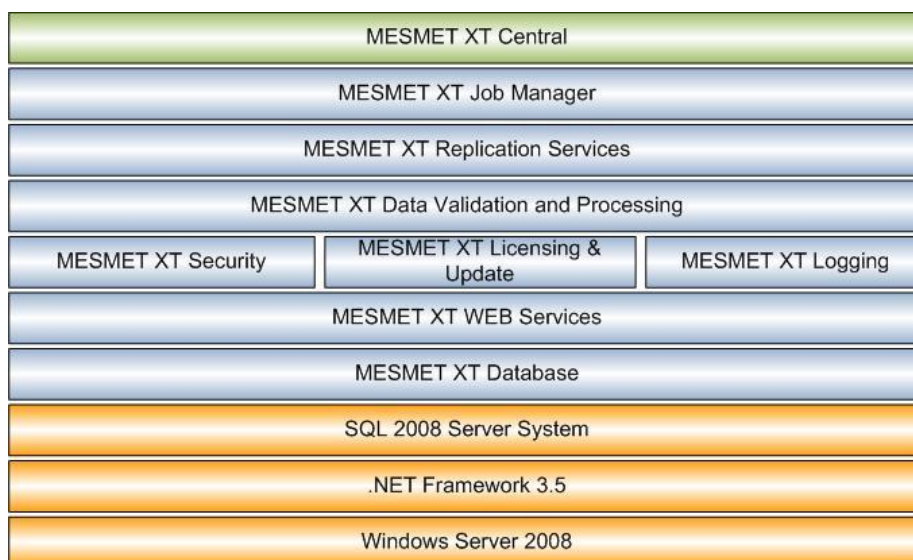 MESMET XT Central
MESMET XT Job Manager
MESMET XT Replication Services
MESMET XT Data Validation and Processing
MESMET XT Security
MESMET XT Licensing &
Update
MESMET XT Logging
MESMET XT WEB Services
MESMET XT Database
SQL 2008 Server System
.NET Framework 3.5
Windows Server 2008